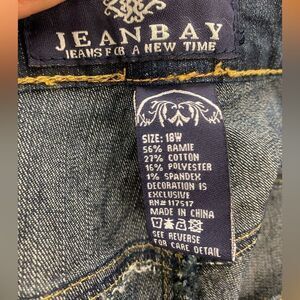 JEANBAY
JEANS FOR A NEW TIME
SIZE: 18W
56% RAMIE
27% COTTON
16% POLYESTER
1% SPANDEX
DECORATION IS
EXCLUSIVE
RN# 117517
MADE IN CHINA
SEE REVERSE
FOR CARE DETAIL